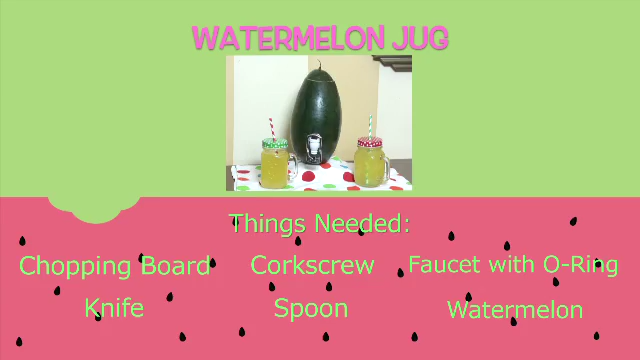 WATERMELON JUG
Things Needed:
Chopping Board Corkscrew Faucet with O-Ring
Knife Spoon Watermelon